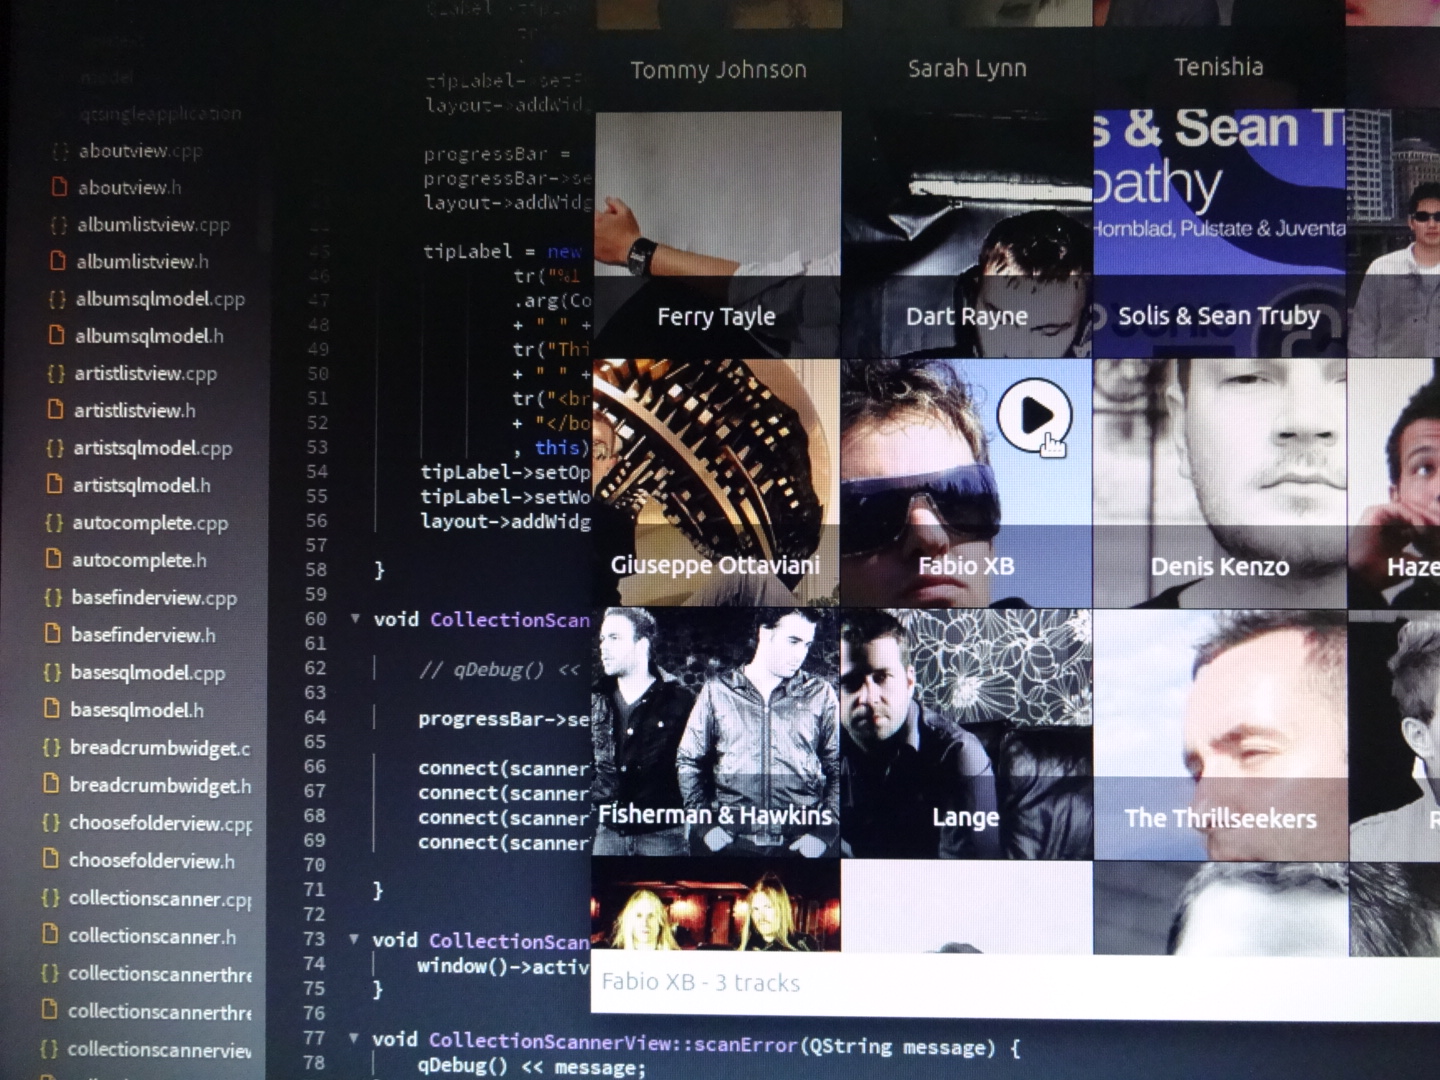 model
qtsingleapplication
aboutview.cpp
aboutview.h
albumlistview.cpp
albumlistview.h
albumsqlmodel.cpp
albumsqlmodel.h
artistlistview.cpp
artistlistview.h
artistsqlmodel.cpp
artistsqlmodel.h
autocomplete.cpp
autocomplete.h
basefinderview.cpp
basefinderview.h
basesqlmodel.cpp
basesqlmodel.h
breadcrumbwidget.c
breadcrumbwidget.h
choosefolderview.cpp
choosefolderview.h
collectionscanner.cpp
collectionscanner.h
collectionscannerthre
collectionscannerthre
collectionscannerview
tipLabel->setF
layout->addWidg
progressBar =
progressBar->se
layout->addWidg
45 tipLabel = new
46 tr("%1
47 .arg(Co
48 + " " +
49 tr("Thi
50 + " " +
51 tr("<br
52 + "</bo
53 , this)
54 tipLabel->setOp
55 tipLabel->setWo
56 layout->addWidg
57
58 }
59
60 void CollectionScan
61
62 // qDebug() <<
63
64 progressBar->se
65
66 connect(scanner
67 connect(scanner
68 connect(scanner
69 connect(scanner
70
71 }
72
73 void CollectionScan
74 window()->activ
75 }
76
77 void CollectionScannerView::scanError(QString message) {
78 qDebug() << message;
Tommy Johnson
Sarah Lynn
Tenishia
s & Sean T
pathy
Hornblad, Pulstate & Juventa
Ferry Tayle
Dart Rayne
Solis & Sean Truby
Giuseppe Ottaviani
Fabio XB
Denis Kenzo
Haze
Fisherman & Hawkins
Lange
The Thrillseekers
R
Fabio XB - 3 tracks